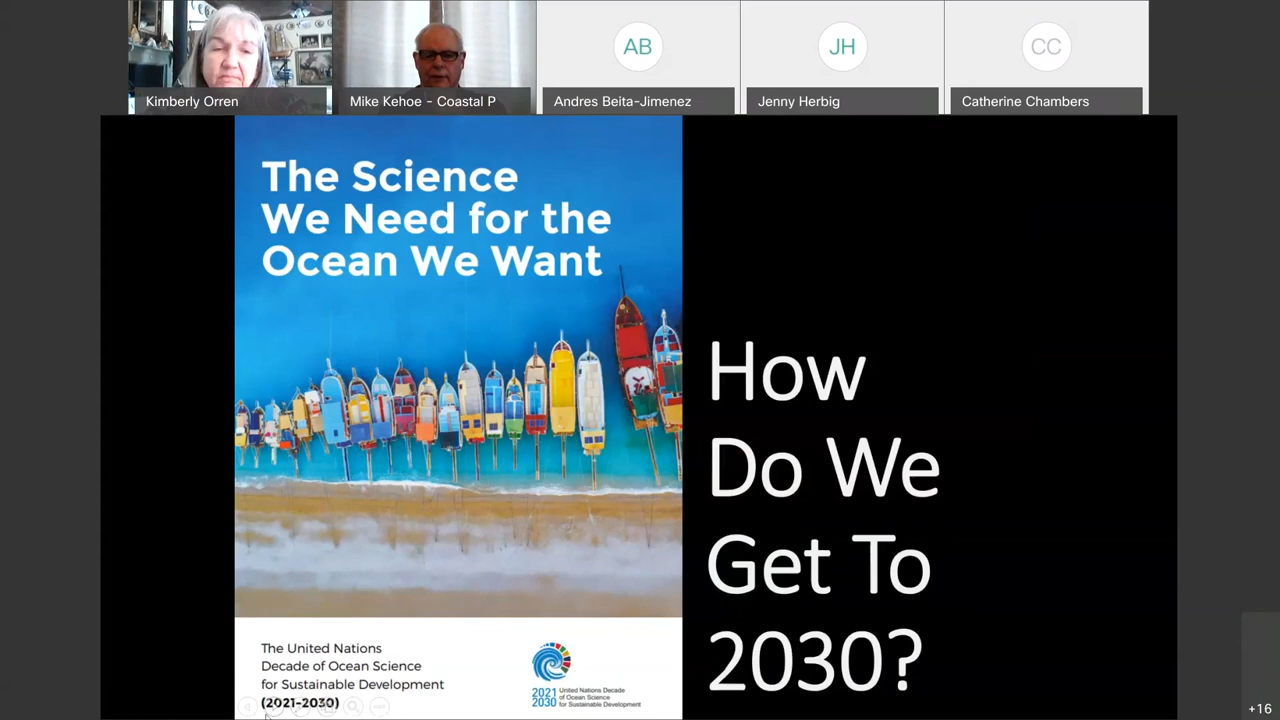 Kimberly Orren
Mike Kehoe - Coastal P
AB
Andres Beita-Jimenez
JH
Jenny Herbig
CC
Catherine Chambers
The Science
We Need for the
Ocean We Want
How
Do We
Get To
2030?
The United Nations
Decade of Ocean Science
for Sustainable Development
(2021-2030)
2021
2030
United Nations Decade
of Ocean Science
for Sustainable Development
+16